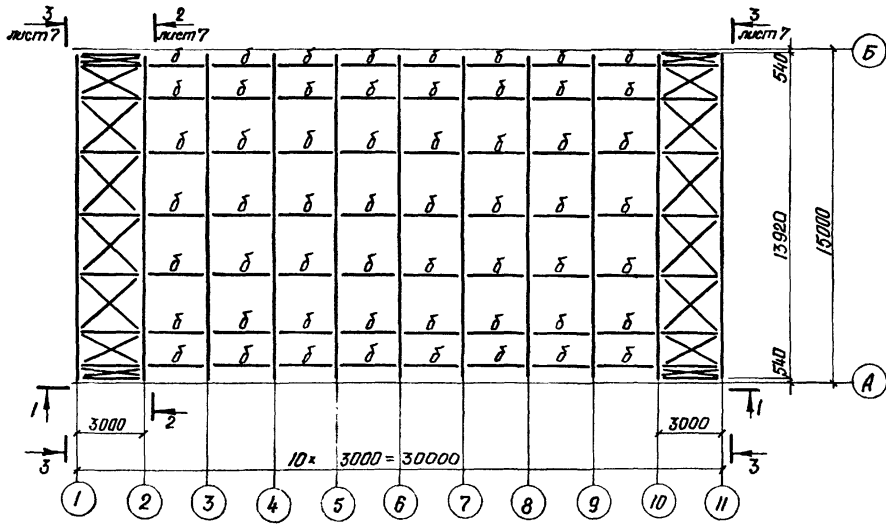 3 2 3
лист 7 лист 7 лист 7
б б б б б б б б
б б б б б б б б
б б б б б б б б
б б б б б б б б
б б б б б б б б
б б б б б б б б
б б б б б б б б
Б
540
13920
15000
540
А
1 3000 2 3000 1
3 10 × 3000 = 30000 3
1 2 3 4 5 6 7 8 9 10 11